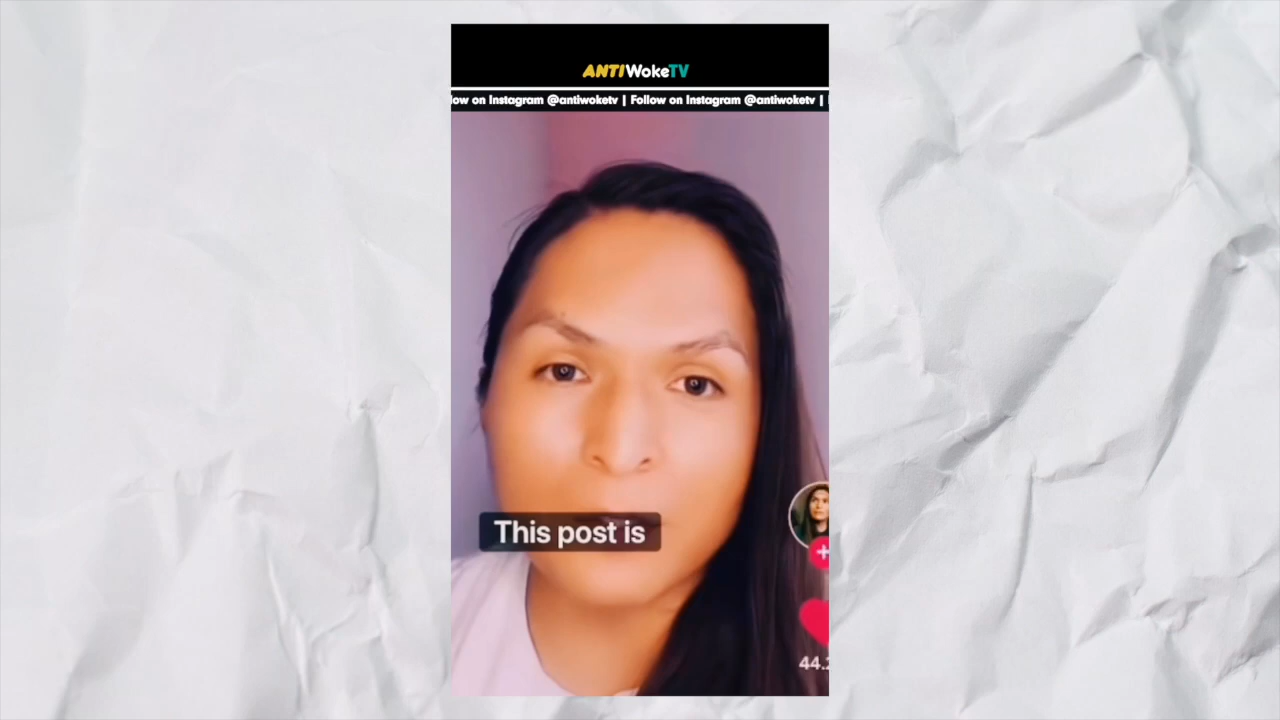 ANTIWokeTV
low on Instagram @antiwoketv | Follow on Instagram @antiwoketv |
This post is
44.